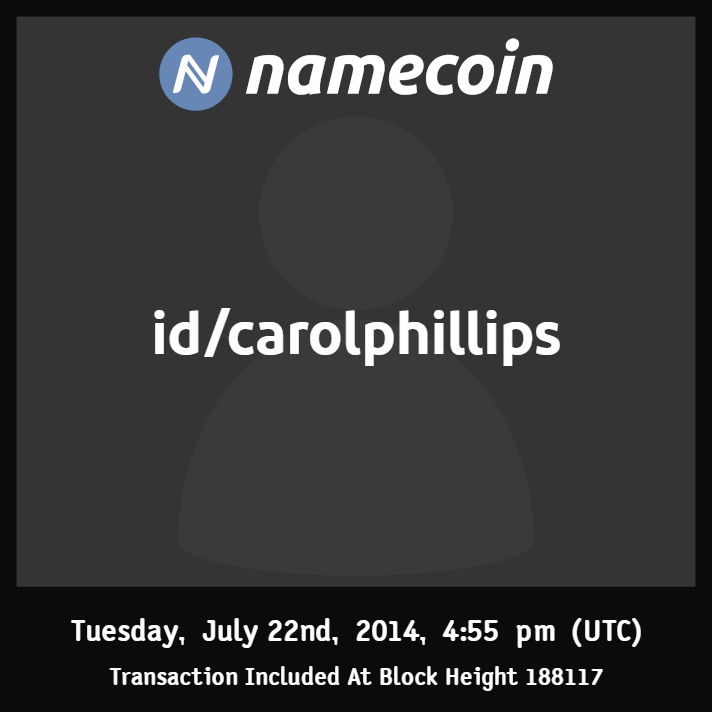 namecoin
id/carolphillips
Tuesday, July 22nd, 2014, 4:55 pm (UTC)
Transaction Included At Block Height 188117